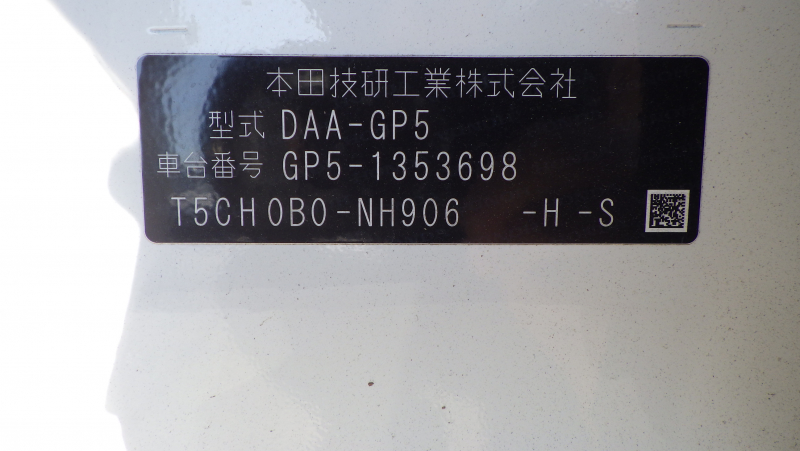 本田技研工業株式会社
型式 DAA-GP5
車台番号 GP5-1353698
T5CH0B0-NH906 -H -S